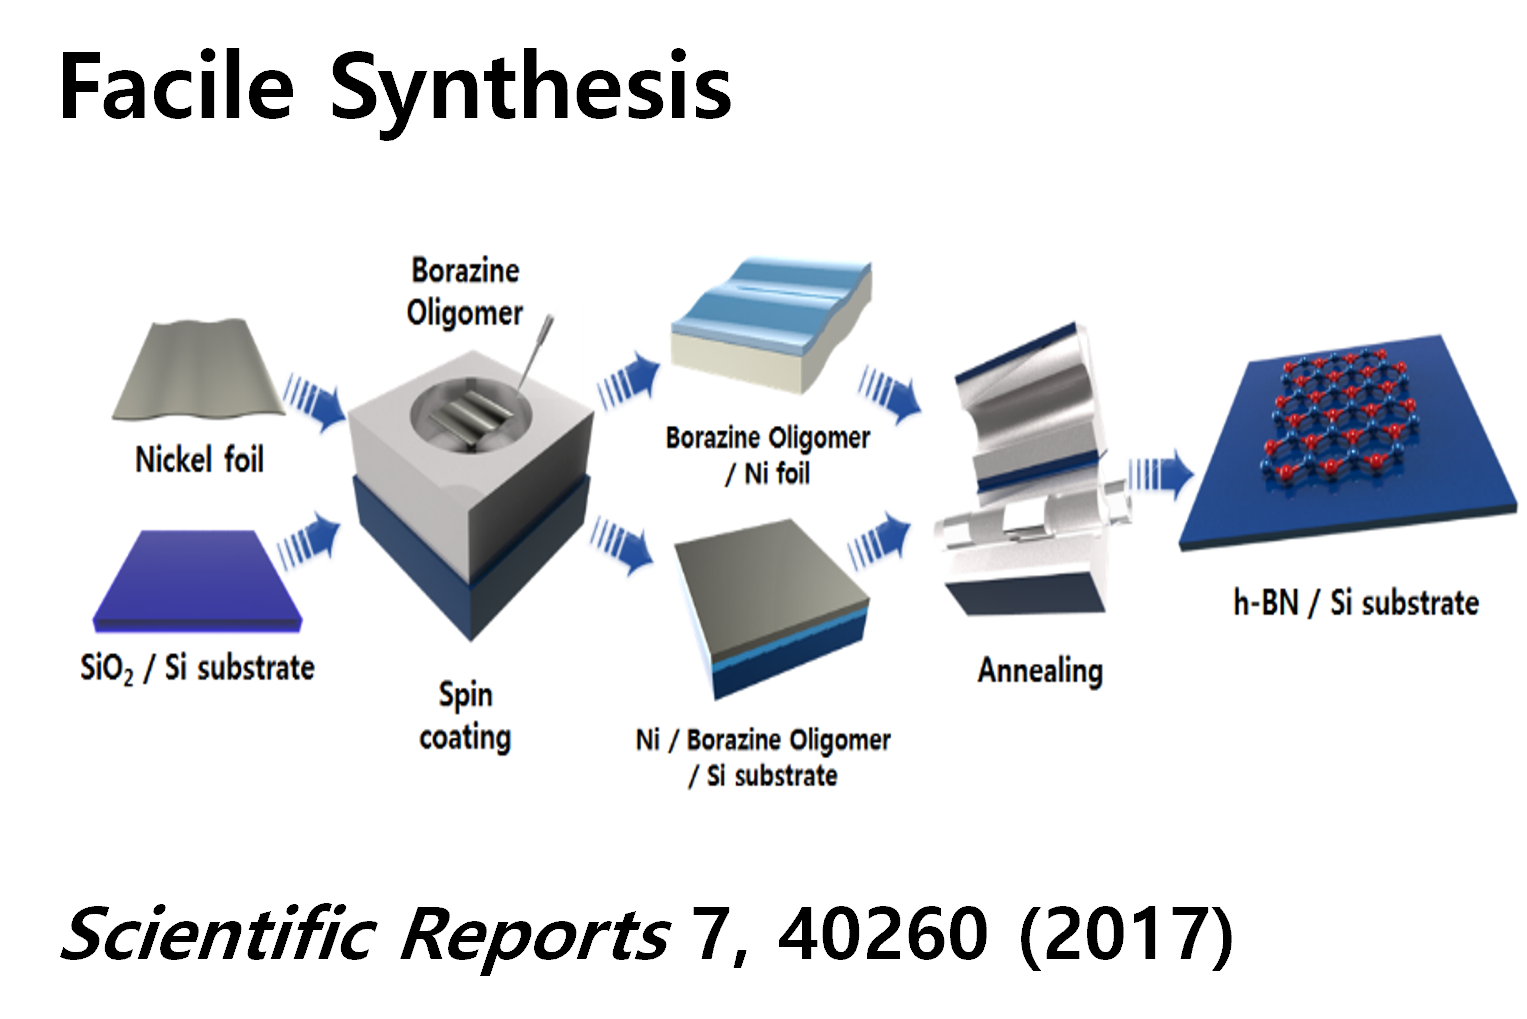 Facile Synthesis
Borazine
Oligomer
Nickel foil
SiO₂ / Si substrate
Spin
coating
Borazine Oligomer
/ Ni foil
Ni / Borazine Oligomer
/ Si substrate
Annealing
h-BN / Si substrate
Scientific Reports 7, 40260 (2017)